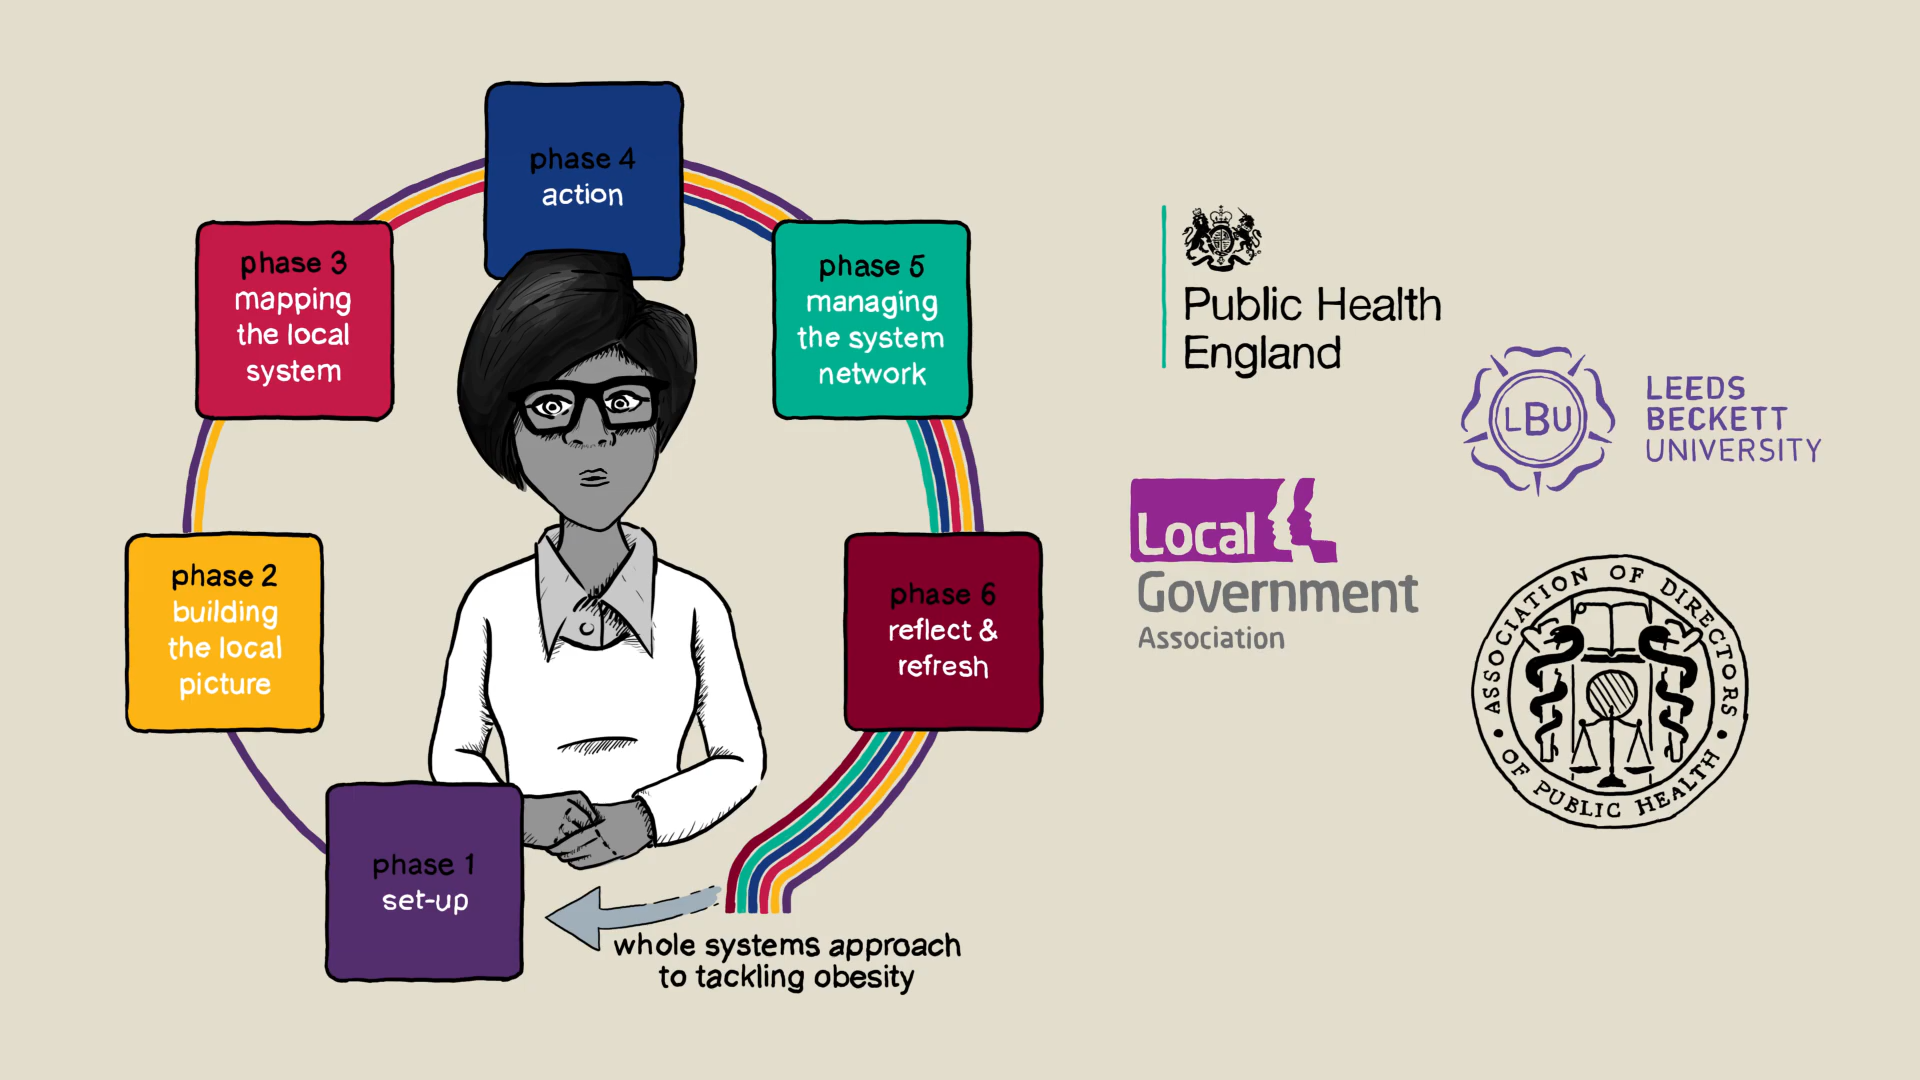 phase 1
set-up
phase 2
building
the local
picture
phase 3
mapping
the local
system
phase 4
action
phase 5
managing
the system
network
phase 6
reflect &
refresh
whole systems approach
to tackling obesity
Public Health
England
LBU
LEEDS
BECKETT
UNIVERSITY
Local
Government
Association
ASSOCIATION OF DIRECTORS
• OF PUBLIC HEALTH •